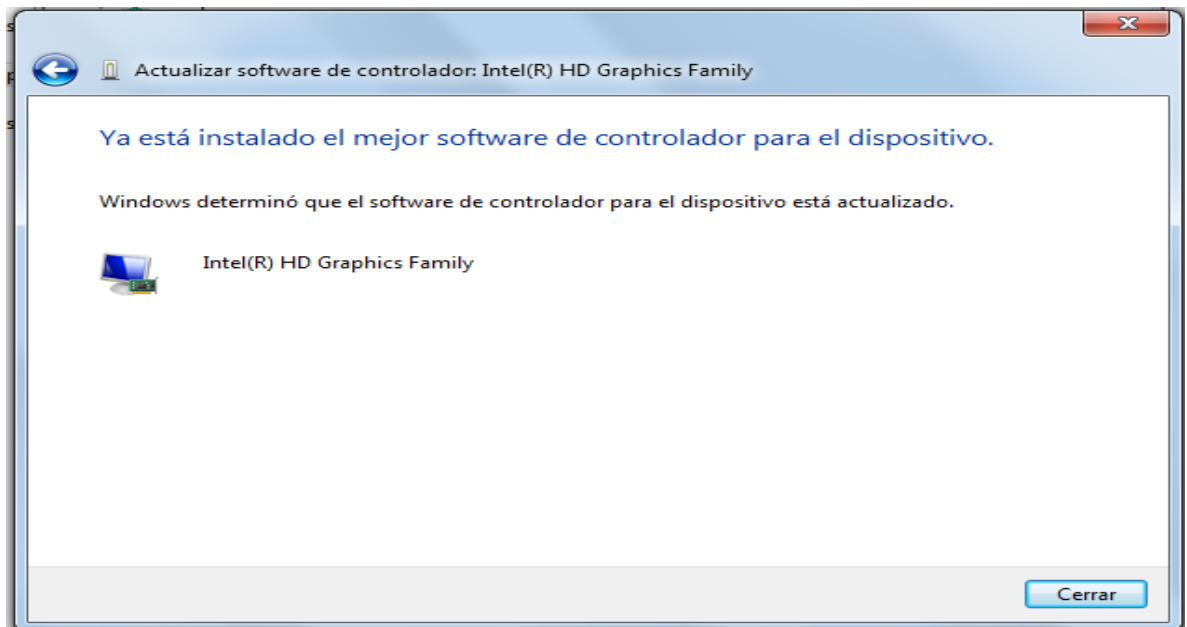 Actualizar software de controlador: Intel(R) HD Graphics Family
Ya está instalado el mejor software de controlador para el dispositivo.
Windows determinó que el software de controlador para el dispositivo está actualizado.
Intel(R) HD Graphics Family
Cerrar